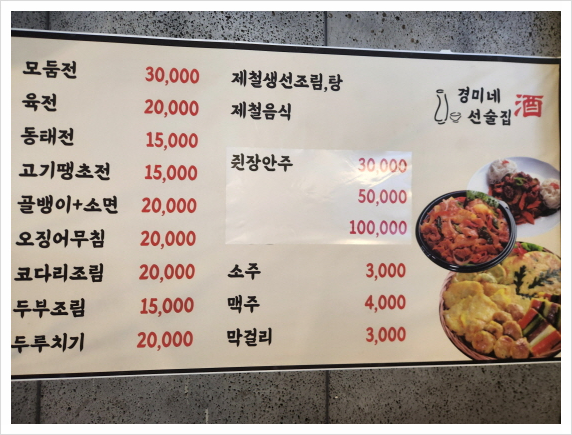 모둠전 30,000
육전 20,000
동태전 15,000
고기땡초전 15,000
골뱅이+소면 20,000
오징어무침 20,000
코다리조림 20,000
두부조림 15,000
두루치기 20,000
제철생선조림,탕
제철음식
쥔장안주 30,000
50,000
100,000
소주 3,000
맥주 4,000
막걸리 3,000
경미네
선술집
酒